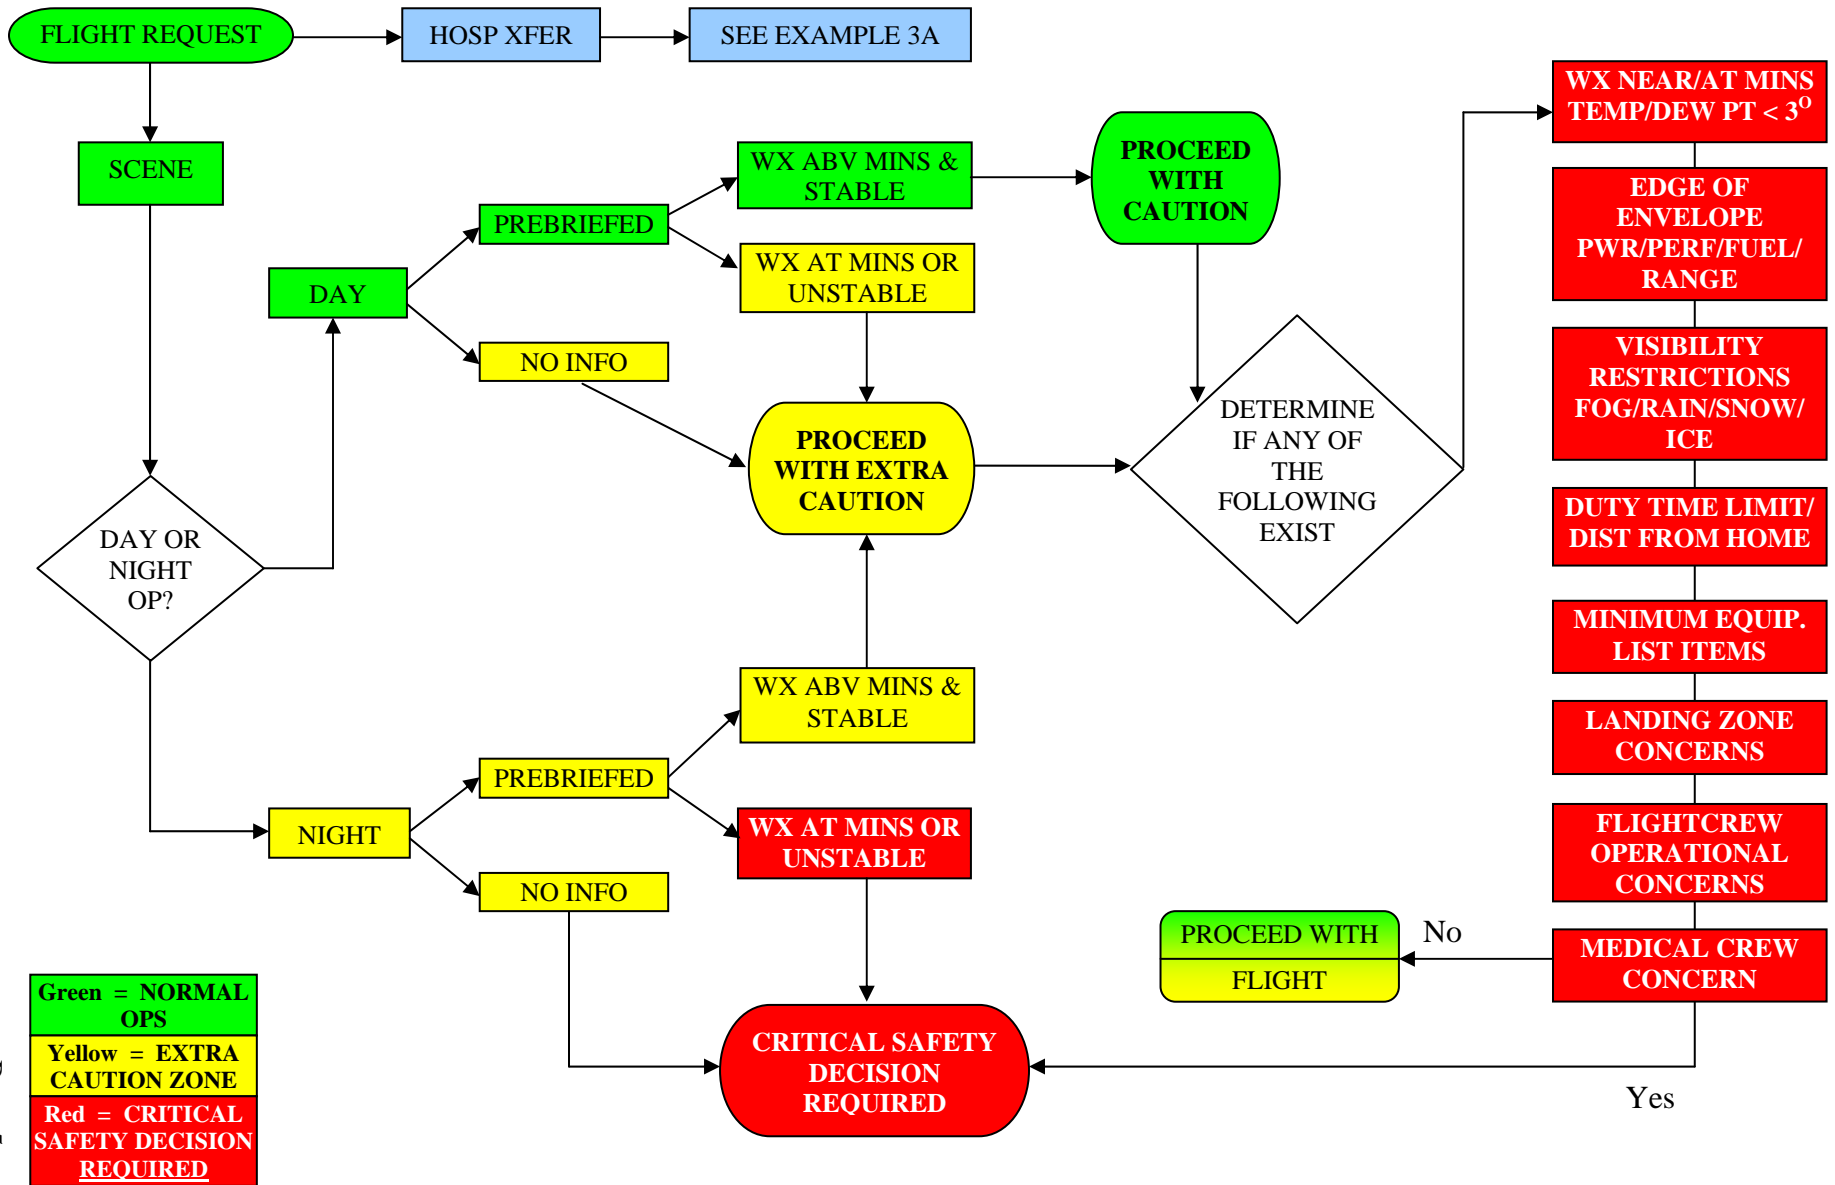 FLIGHT REQUEST
HOSP XFER
SEE EXAMPLE 3A
SCENE
DAY OR
NIGHT
OP?
DAY
PREBRIEFED
NO INFO
WX ABV MINS &
STABLE
WX AT MINS OR
UNSTABLE
PROCEED
WITH
CAUTION
PROCEED
WITH EXTRA
CAUTION
DETERMINE
IF ANY OF
THE
FOLLOWING
EXIST
NIGHT
PREBRIEFED
NO INFO
WX ABV MINS &
STABLE
WX AT MINS OR
UNSTABLE
CRITICAL SAFETY
DECISION
REQUIRED
WX NEAR/AT MINS
TEMP/DEW PT < 3º
EDGE OF
ENVELOPE
PWR/PERF/FUEL/
RANGE
VISIBILITY
RESTRICTIONS
FOG/RAIN/SNOW/
ICE
DUTY TIME LIMIT/
DIST FROM HOME
MINIMUM EQUIP.
LIST ITEMS
LANDING ZONE
CONCERNS
FLIGHTCREW
OPERATIONAL
CONCERNS
MEDICAL CREW
CONCERN
No
PROCEED WITH
FLIGHT
Yes
Green = NORMAL
OPS
Yellow = EXTRA
CAUTION ZONE
Red = CRITICAL
SAFETY DECISION
REQUIRED